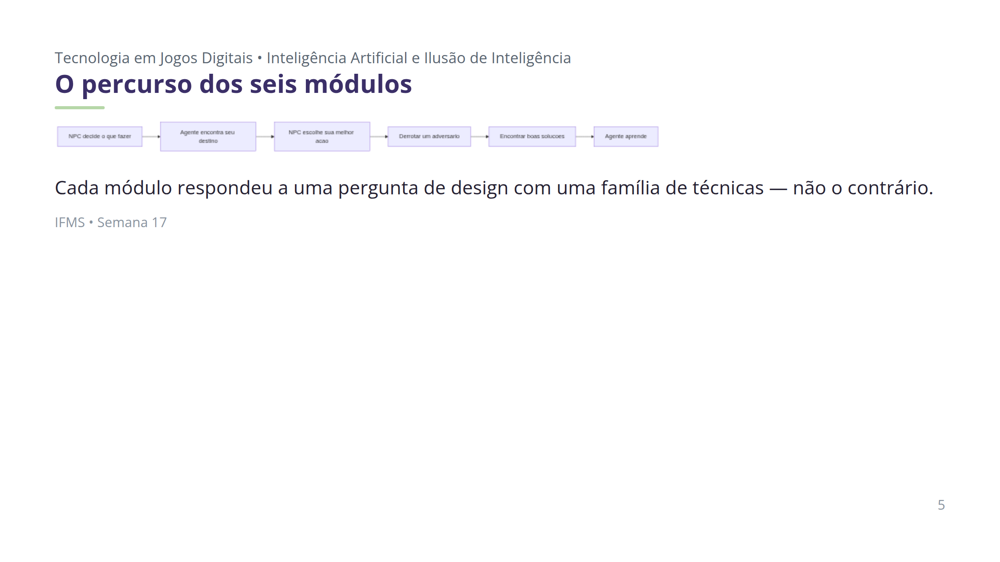 Tecnologia em Jogos Digitais • Inteligência Artificial e Ilusão de Inteligência
O percurso dos seis módulos
NPC decide o que fazer
Agente encontra seu
destino
NPC escolhe sua melhor
acao
Derrotar um adversario
Encontrar boas solucoes
Agente aprende
Cada módulo respondeu a uma pergunta de design com uma família de técnicas — não o contrário.
IFMS • Semana 17
5